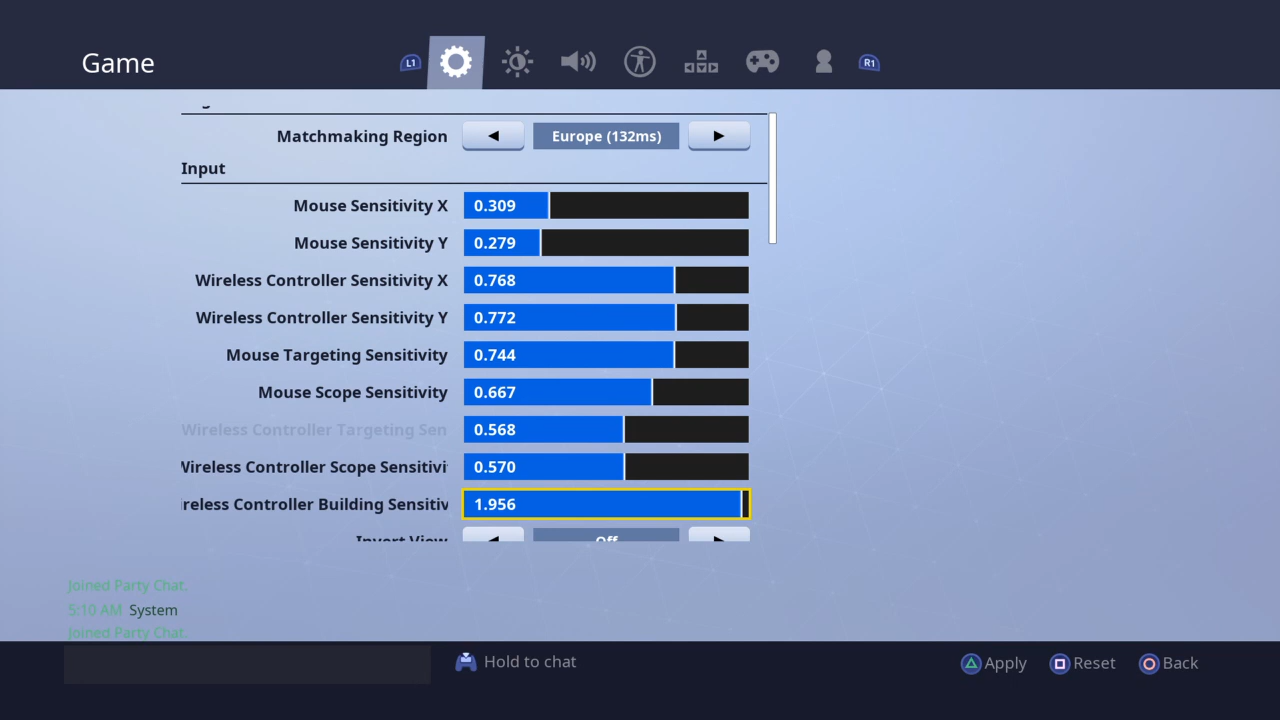 Game
L1
R1
Matchmaking Region
Europe (132ms)
Input
Mouse Sensitivity X
0.309
Mouse Sensitivity Y
0.279
Wireless Controller Sensitivity X
0.768
Wireless Controller Sensitivity Y
0.772
Mouse Targeting Sensitivity
0.744
Mouse Scope Sensitivity
0.667
Wireless Controller Targeting Sen
0.568
Wireless Controller Scope Sensitivi
0.570
ireless Controller Building Sensitiv
1.956
Invert View
Off
Joined Party Chat.
5:10 AM System
Joined Party Chat.
Hold to chat
Apply
Reset
Back